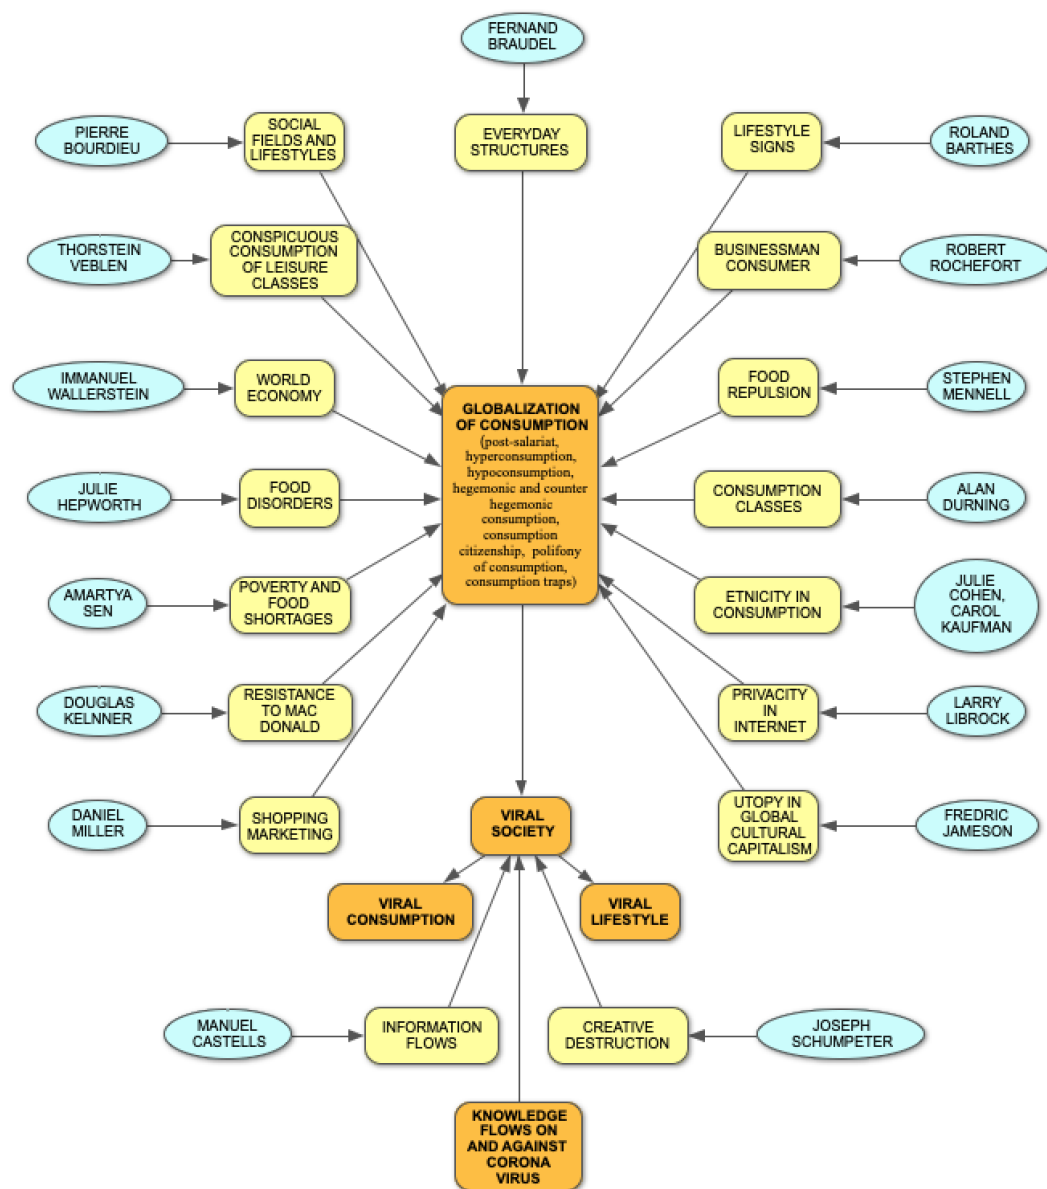 FERNAND
BRAUDEL
PIERRE
BOURDIEU
SOCIAL
FIELDS AND
LIFESTYLES
EVERYDAY
STRUCTURES
LIFESTYLE
SIGNS
ROLAND
BARTHES
THORSTEIN
VEBLEN
CONSPICUOUS
CONSUMPTION
OF LEISURE
CLASSES
BUSINESSMAN
CONSUMER
ROBERT
ROCHEFORT
IMMANUEL
WALLERSTEIN
WORLD
ECONOMY
FOOD
REPULSION
STEPHEN
MENNELL
GLOBALIZATION
OF CONSUMPTION
(post-salariat,
hyperconsumption,
hypoconsumption,
hegemonic and counter
hegemonic
consumption,
consumption
citizenship, polifony
of consumption,
consumption traps)
JULIE
HEPWORTH
FOOD
DISORDERS
CONSUMPTION
CLASSES
ALAN
DURNING
AMARTYA
SEN
POVERTY AND
FOOD
SHORTAGES
ETNICITY IN
CONSUMPTION
JULIE
COHEN,
CAROL
KAUFMAN
DOUGLAS
KELNNER
RESISTANCE
TO MAC
DONALD
PRIVACITY
IN
INTERNET
LARRY
LIBROCK
DANIEL
MILLER
SHOPPING
MARKETING
VIRAL
SOCIETY
UTOPY IN
GLOBAL
CULTURAL
CAPITALISM
FREDRIC
JAMESON
VIRAL
CONSUMPTION
VIRAL
LIFESTYLE
MANUEL
CASTELLS
INFORMATION
FLOWS
CREATIVE
DESTRUCTION
JOSEPH
SCHUMPETER
KNOWLEDGE
FLOWS ON
AND AGAINST
CORONA
VIRUS